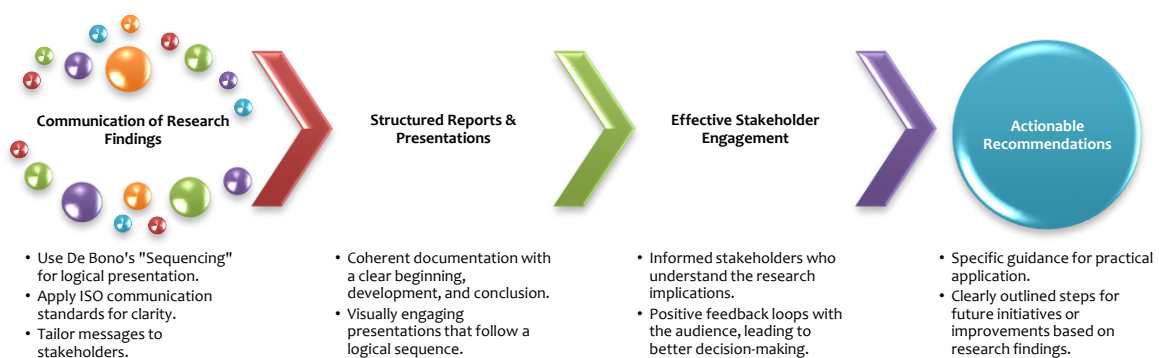 Communication of Research
Findings
Structured Reports &
Presentations
Effective Stakeholder
Engagement
Actionable
Recommendations
• Use De Bono's "Sequencing"
for logical presentation.
• Apply ISO communication
standards for clarity.
• Tailor messages to
stakeholders.
• Coherent documentation with
a clear beginning,
development, and conclusion.
• Visually engaging
presentations that follow a
logical sequence.
• Informed stakeholders who
understand the research
implications.
• Positive feedback loops with
the audience, leading to
better decision-making.
• Specific guidance for practical
application.
• Clearly outlined steps for
future initiatives or
improvements based on
research findings.